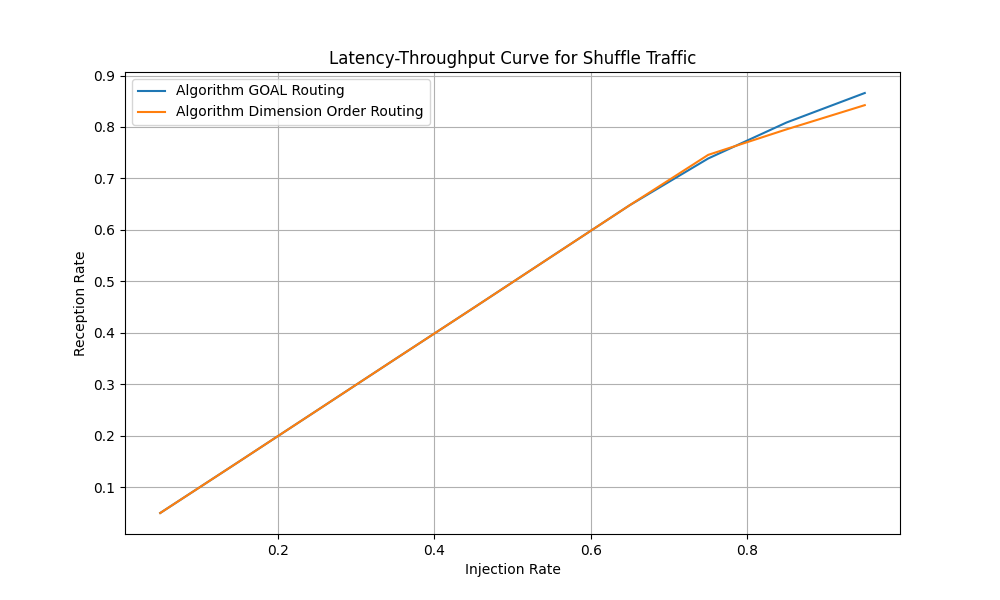 Latency-Throughput Curve for Shuffle Traffic
Algorithm GOAL Routing
Algorithm Dimension Order Routing
Reception Rate
0.9
0.8
0.7
0.6
0.5
0.4
0.3
0.2
0.1
0.2 0.4 0.6 0.8
Injection Rate